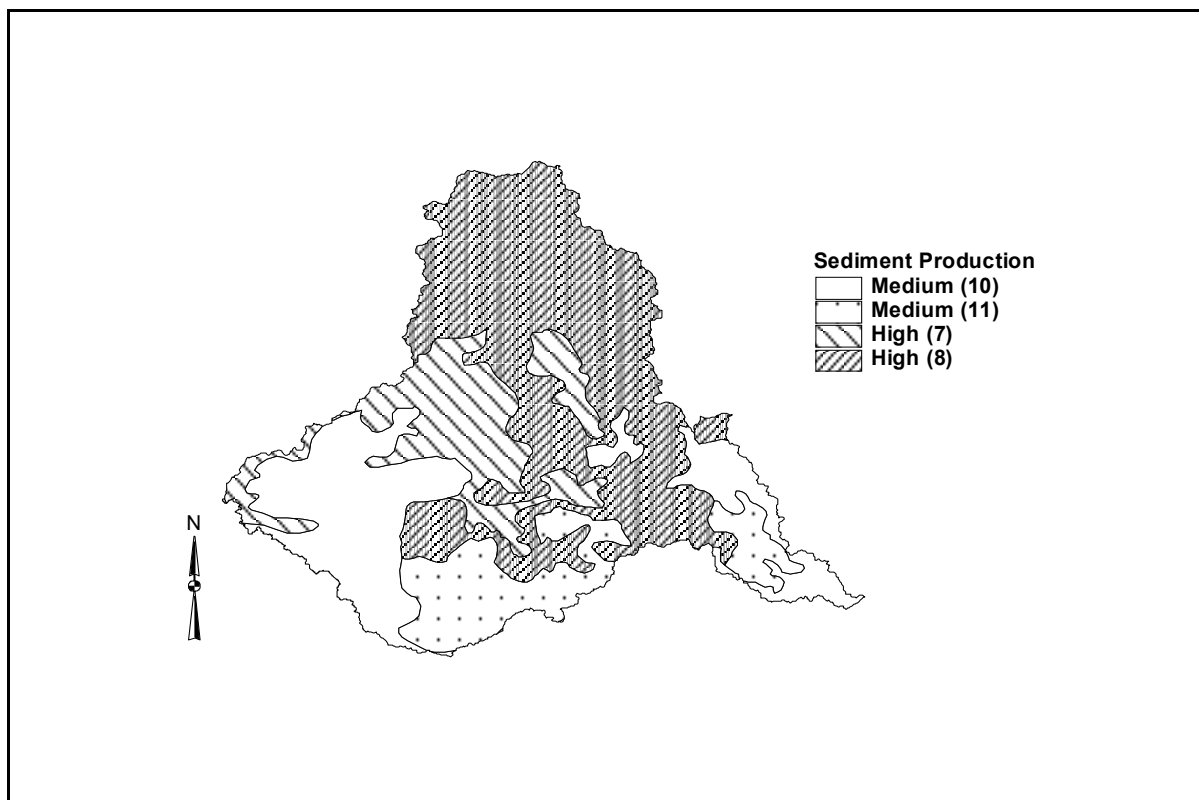 Sediment Production
Medium (10)
Medium (11)
High (7)
High (8)
N